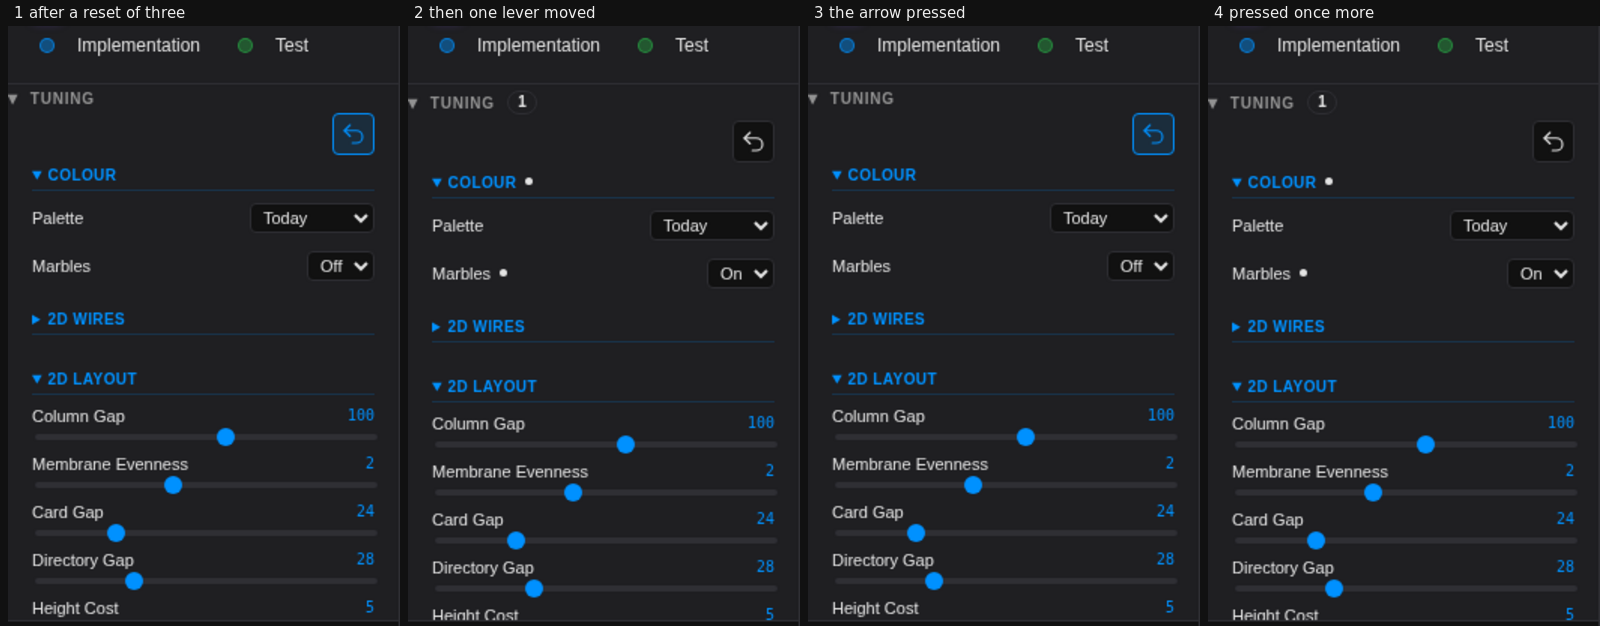 1 after a reset of three
Implementation Test
TUNING
COLOUR
Palette Today
Marbles Off
2D WIRES
2D LAYOUT
Column Gap 100
Membrane Evenness 2
Card Gap 24
Directory Gap 28
Height Cost 5
2 then one lever moved
Implementation Test
TUNING 1
COLOUR
Palette Today
Marbles On
2D WIRES
2D LAYOUT
Column Gap 100
Membrane Evenness 2
Card Gap 24
Directory Gap 28
Height Cost 5
3 the arrow pressed
Implementation Test
TUNING
COLOUR
Palette Today
Marbles Off
2D WIRES
2D LAYOUT
Column Gap 100
Membrane Evenness 2
Card Gap 24
Directory Gap 28
Height Cost 5
4 pressed once more
Implementation Test
TUNING 1
COLOUR
Palette Today
Marbles On
2D WIRES
2D LAYOUT
Column Gap 100
Membrane Evenness 2
Card Gap 24
Directory Gap 28
Height Cost 5